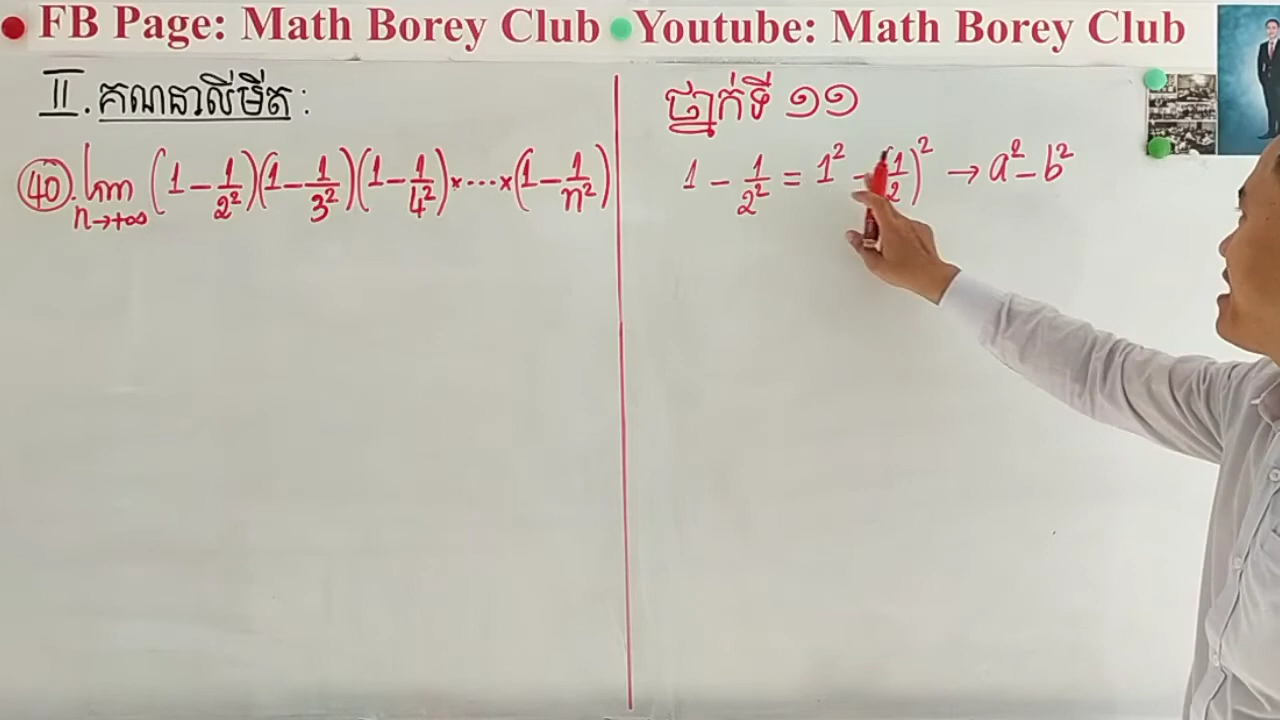 FB Page: Math Borey Club Youtube: Math Borey Club
II. គណនាលីមីត :
40. lim n→+∞ (1 − 1/2²)(1 − 1/3²)(1 − 1/4²)×...×(1 − 1/n²)
ថ្នាក់ទី ១១
1 − 1/2² = 1² − (1/2)² → a² − b²